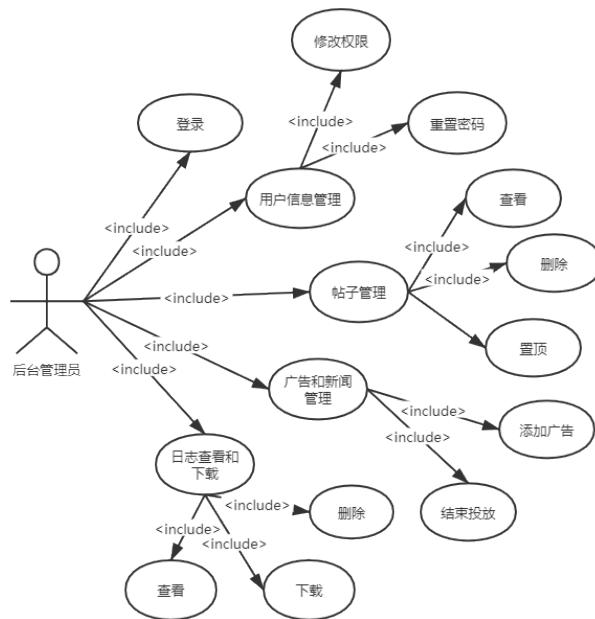 修改权限
<include>
重置密码
<include>
登录
用户信息管理
<include>
<include>
查看
<include>
删除
<include>
帖子管理
<include>
置顶
后台管理员
<include>
<include>
广告和新闻
管理
<include>
添加广告
<include>
日志查看和
下载
结束投放
<include>
删除
<include>
<include>
查看
下载